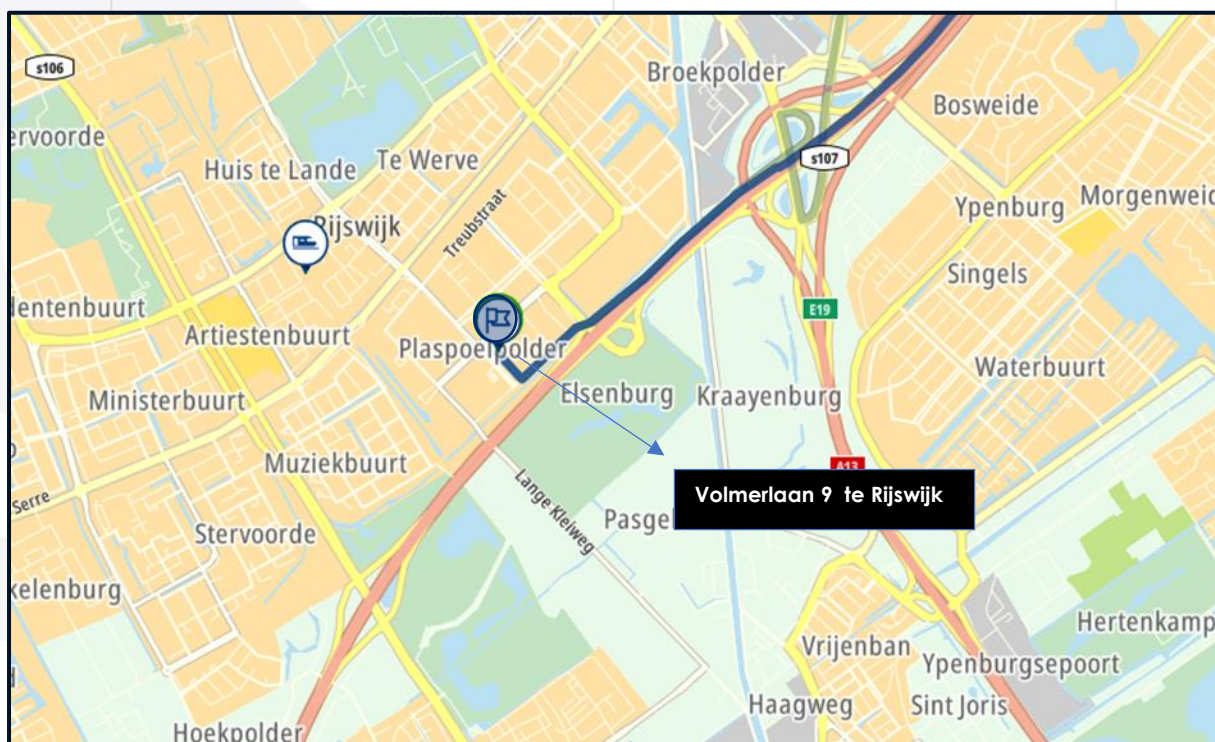 s106
Broekpolder
Bosweide
ervoorde
Huis te Lande
Te Werve
s107
Morgenweid
Ypenburg
Treubstraat
Rijswijk
Singels
dentenbuurt
E19
Artiestenbuurt
Plaspoelpolder
Waterbuurt
Ministerbuurt
Elsenburg
Kraayenburg
Muziekbuurt
A13
Serre
Volmerlaan 9 te Rijswijk
Lange Kleiweg
Pasge
Stervoorde
kelenburg
Hertenkamp
Vrijenban
Ypenburgsepoort
Haagweg
Sint Joris
Hoekpolder